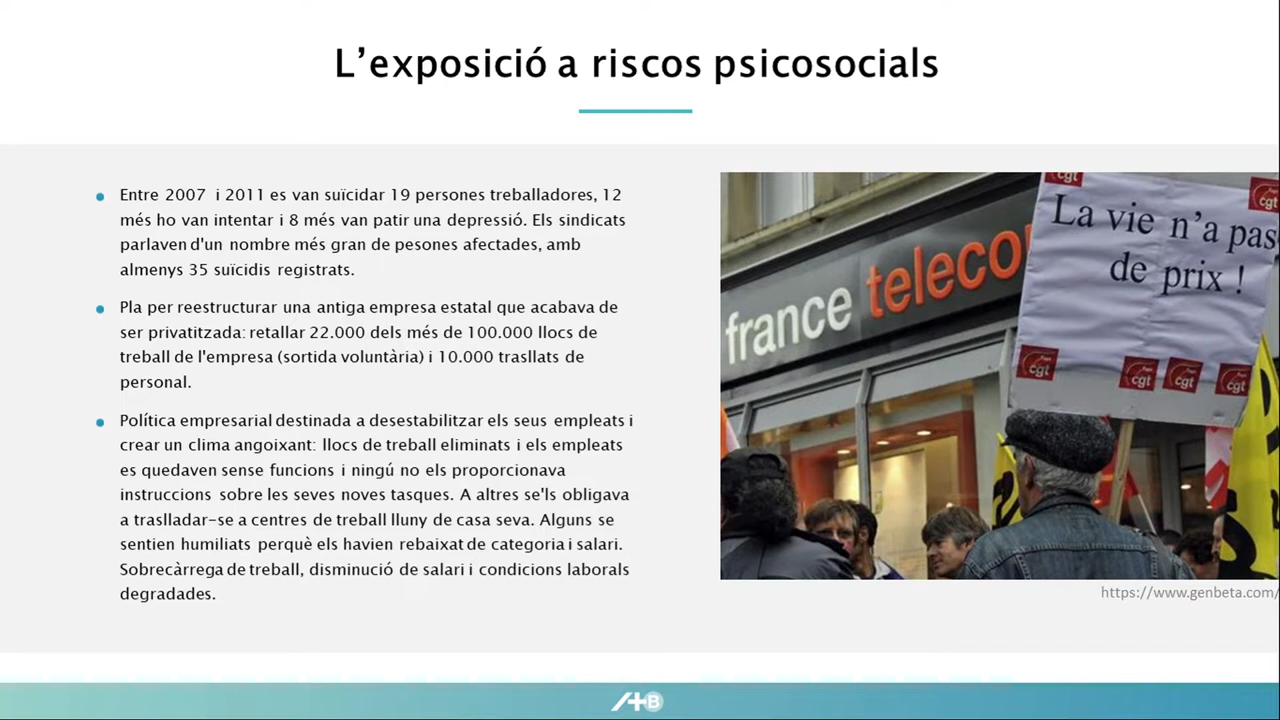 L’exposició a riscos psicosocials
Entre 2007 i 2011 es van suïcidar 19 persones treballadores, 12
més ho van intentar i 8 més van patir una depressió. Els sindicats
parlaven d'un nombre més gran de pesones afectades, amb
almenys 35 suïcidis registrats.
Pla per reestructurar una antiga empresa estatal que acabava de
ser privatitzada: retallar 22.000 dels més de 100.000 llocs de
treball de l'empresa (sortida voluntària) i 10.000 trasllats de
personal.
Política empresarial destinada a desestabilitzar els seus empleats i
crear un clima angoixant: llocs de treball eliminats i els empleats
es quedaven sense funcions i ningú no els proporcionava
instruccions sobre les seves noves tasques. A altres se'ls obligava
a traslladar-se a centres de treball lluny de casa seva. Alguns se
sentien humiliats perquè els havien rebaixat de categoria i salari.
Sobrecàrrega de treball, disminució de salari i condicions laborals
degradades.
cgt
cgt
france teleco
La vie n’a pas
de prix !
cgt
cgt
cgt
cgt
https://www.genbeta.com/
B